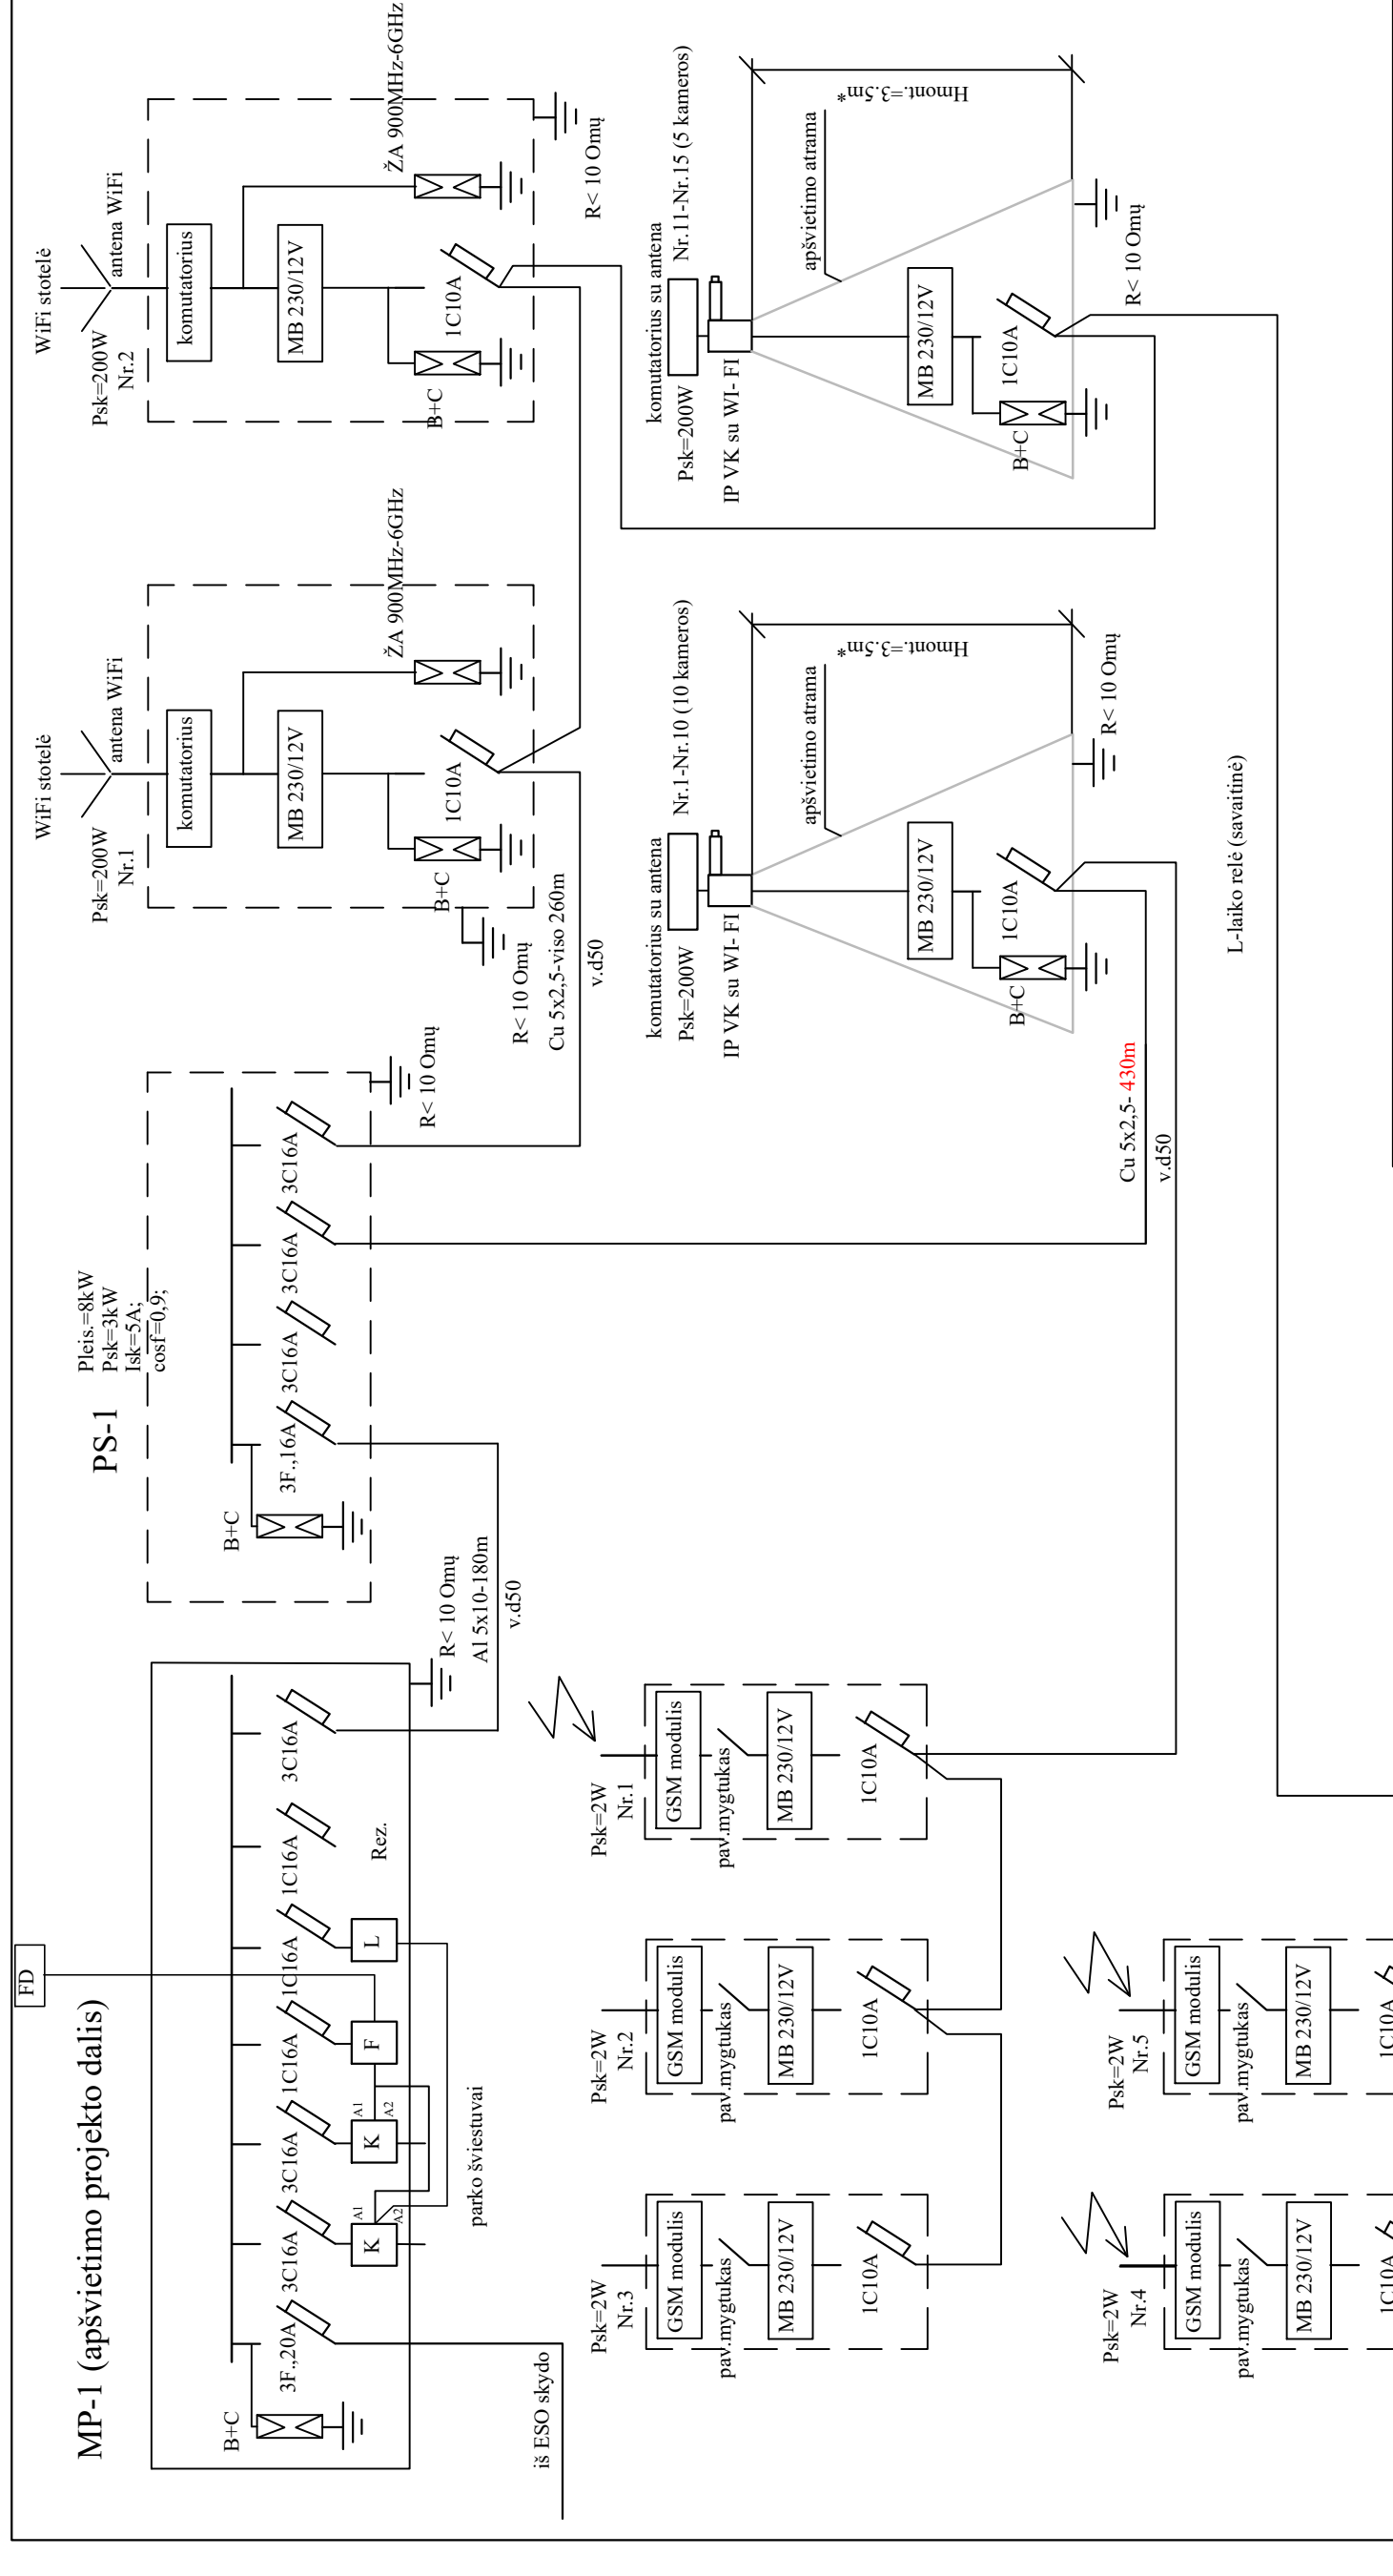 FD
MP-1 (apšvietimo projekto dalis)
B+C
3F.,20A
3C16A
3C16A
1C16A
1C16A
1C16A
3C16A
K
A1
A2
K
A1
A2
F
L
Rez.
R< 10 Omų
iš ESO skydo
parko šviestuvai
Al 5x10-180m
v.d50
PS-1
Pleis.=8kW
Psk=3kW
Isk=5A;
cosf=0,9;
B+C
3F.,16A
3C16A
3C16A
3C16A
R< 10 Omų
WiFi stotelė
antena WiFi
Psk=200W
Nr.1
komutatorius
MB 230/12V
ŽA 900MHz-6GHz
1C10A
B+C
R< 10 Omų
Cu 5x2,5-viso 260m
v.d50
WiFi stotelė
antena WiFi
Psk=200W
Nr.2
komutatorius
MB 230/12V
ŽA 900MHz-6GHz
1C10A
B+C
R< 10 Omų
Psk=2W
Nr.3
GSM modulis
pav.mygtukas
MB 230/12V
1C10A
Psk=2W
Nr.2
GSM modulis
pav.mygtukas
MB 230/12V
1C10A
Psk=2W
Nr.1
GSM modulis
pav.mygtukas
MB 230/12V
1C10A
komutatorius su antena
Psk=200W
Nr.1-Nr.10 (10 kameros)
IP VK su WI- FI
apšvietimo atrama
Hmont.=3.5m*
MB 230/12V
1C10A
B+C
R< 10 Omų
Cu 5x2,5- 430m
v.d50
komutatorius su antena
Psk=200W
Nr.11-Nr.15 (5 kameros)
IP VK su WI- FI
apšvietimo atrama
Hmont.=3.5m*
MB 230/12V
1C10A
B+C
R< 10 Omų
L-laiko relė (savaitinė)
Psk=2W
Nr.4
GSM modulis
pav.mygtukas
MB 230/12V
1C10A
Psk=2W
Nr.5
GSM modulis
pav.mygtukas
MB 230/12V
1C10A